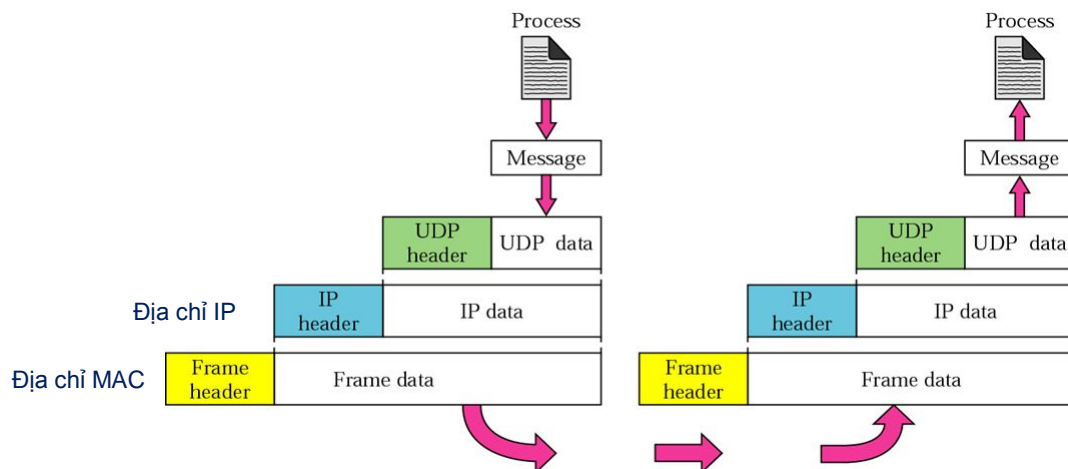 Process
Process
Message
Message
UDP
header
UDP data
UDP
header
UDP data
Địa chỉ IP
IP
header
IP data
IP
header
IP data
Địa chỉ MAC
Frame
header
Frame data
Frame
header
Frame data